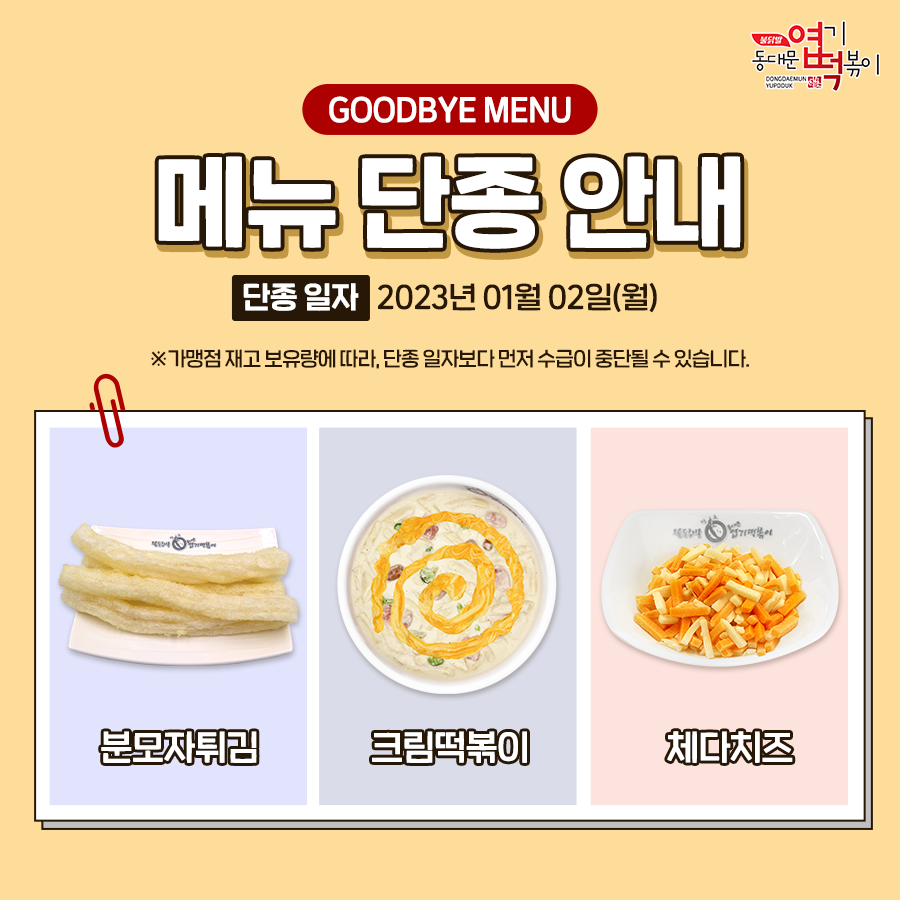 불닭발
동대문 엽기떡볶이
DONGDAEMUN
YUPDDUK
GOODBYE MENU
메뉴 단종 안내
단종 일자 2023년 01월 02일(월)
※ 가맹점 재고 보유량에 따라, 단종 일자보다 먼저 수급이 중단될 수 있습니다.
분모자튀김
크림떡볶이
체다치즈